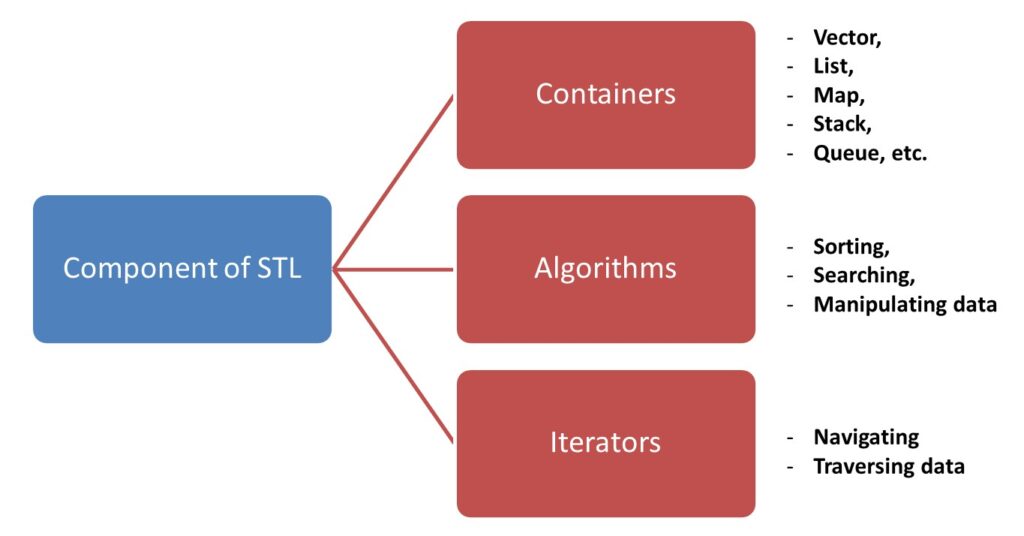 Component of STL
Containers
- Vector,
- List,
- Map,
- Stack,
- Queue, etc.
Algorithms
- Sorting,
- Searching,
- Manipulating data
Iterators
- Navigating
- Traversing data